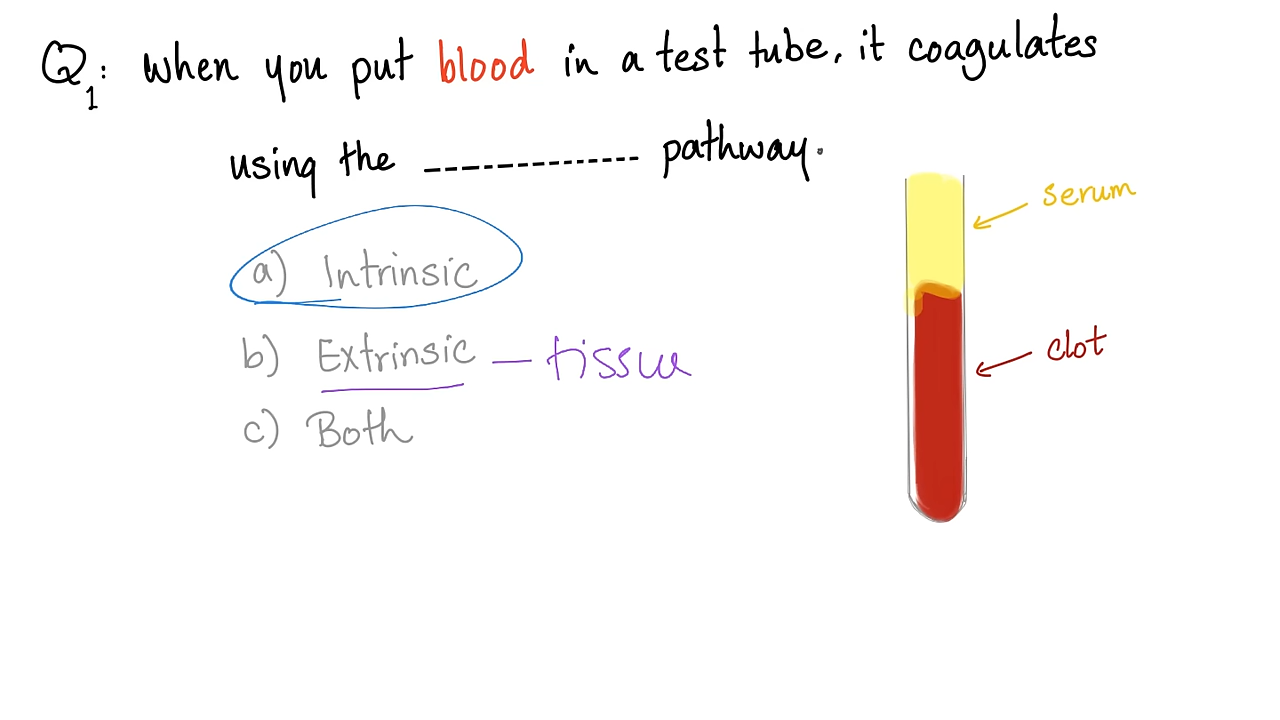 Q1: when you put blood in a test tube, it coagulates
using the -------------- pathway.
serum
a) Intrinsic
b) Extrinsic — tissue
clot
c) Both